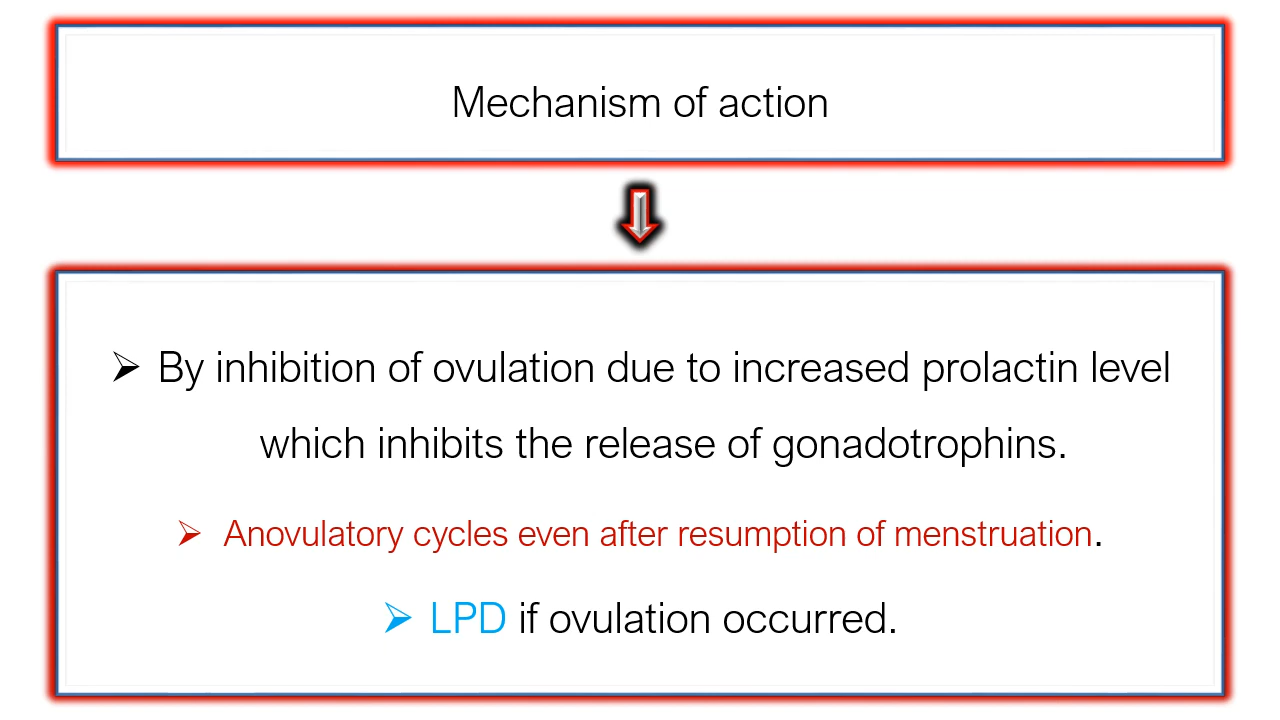 Mechanism of action
➢ By inhibition of ovulation due to increased prolactin level
which inhibits the release of gonadotrophins.
➢ Anovulatory cycles even after resumption of menstruation.
➢ LPD if ovulation occurred.